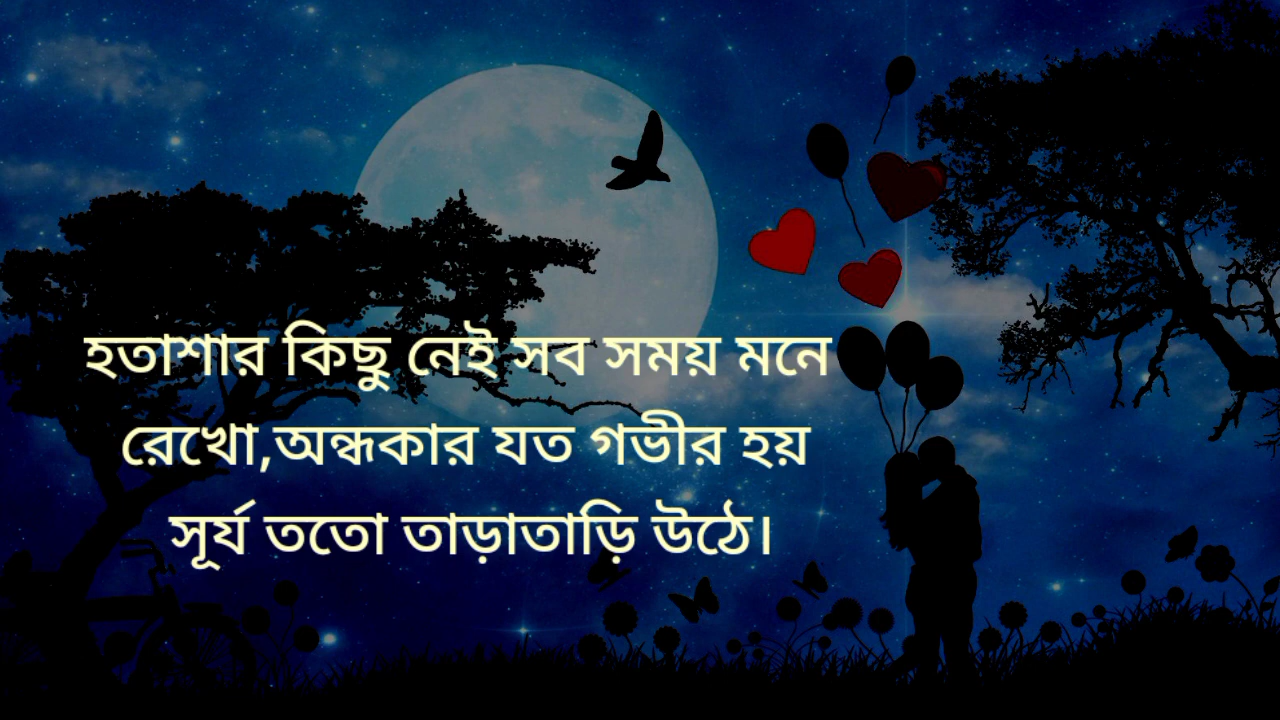 হতাশার কিছু নেই সব সময় মনে
রেখো,অন্ধকার যত গভীর হয়
সূর্য ততো তাড়াতাড়ি উঠে।